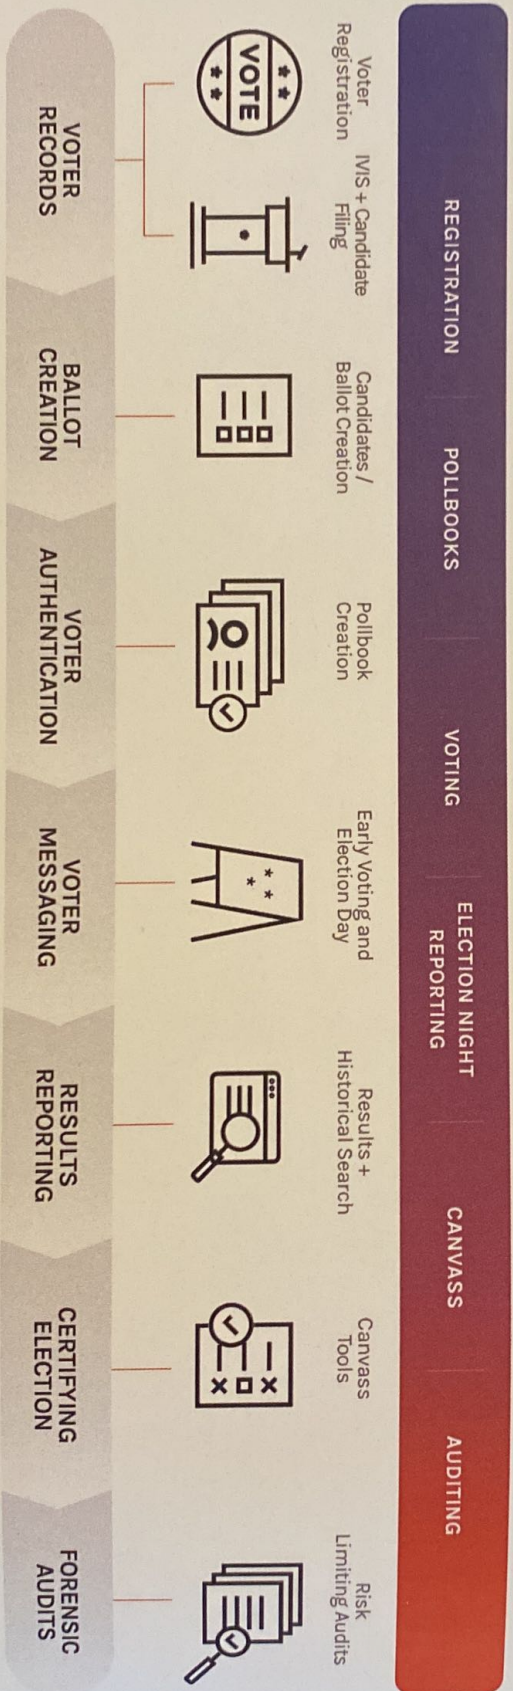 REGISTRATION
POLLBOOKS
VOTING
ELECTION NIGHT
REPORTING
CANVASS
AUDITING
Voter
Registration
IVIS + Candidate
Filing
Candidates /
Ballot Creation
Pollbook
Creation
Early Voting and
Election Day
Results +
Historical Search
Canvass
Tools
Risk
Limiting Audits
VOTE
VOTER
RECORDS
BALLOT
CREATION
VOTER
AUTHENTICATION
VOTER
MESSAGING
RESULTS
REPORTING
CERTIFYING
ELECTION
FORENSIC
AUDITS